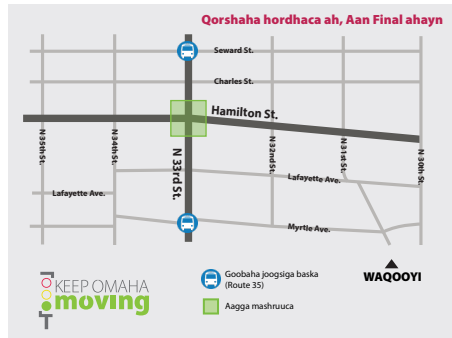 Qorshaha hordhaca ah, Aan Final ahayn
Seward St.
Charles St.
Hamilton St.
N 35th St.
N 34th St.
N 33rd St.
N 32nd St.
N 31st St.
N 30th St.
Lafayette Ave.
Lafayette Ave.
Myrtle Ave.
WAQOOYI
KEEP OMAHA
moving
Goobaha joogsiga baska
(Route 35)
Aagga mashruuca